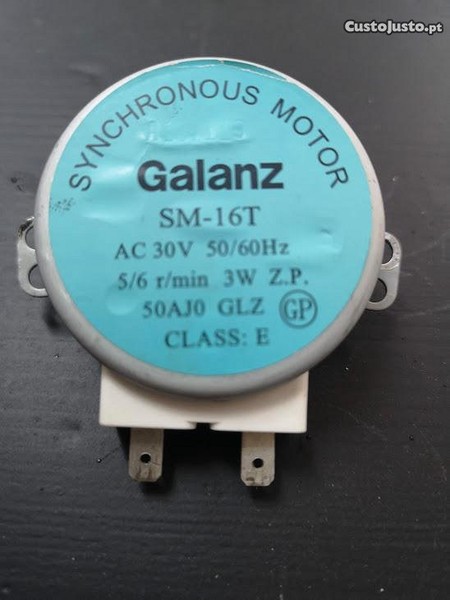 CustoJusto.pt
SYNCHRONOUS MOTOR
Galanz
SM-16T
AC 30V 50/60Hz
5/6 r/min 3W Z.P.
50AJ0 GLZ GP
CLASS: E